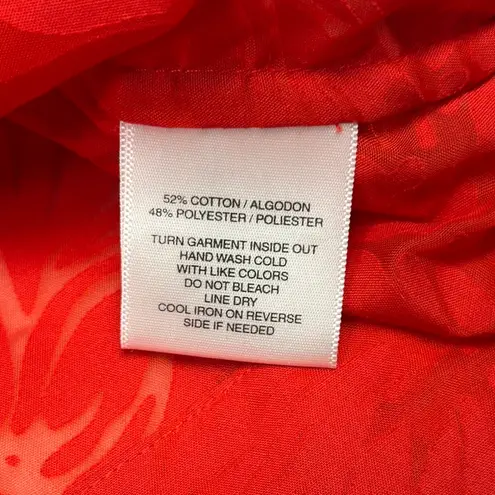 52% COTTON / ALGODON
48% POLYESTER / POLIESTER
TURN GARMENT INSIDE OUT
HAND WASH COLD
WITH LIKE COLORS
DO NOT BLEACH
LINE DRY
COOL IRON ON REVERSE
SIDE IF NEEDED